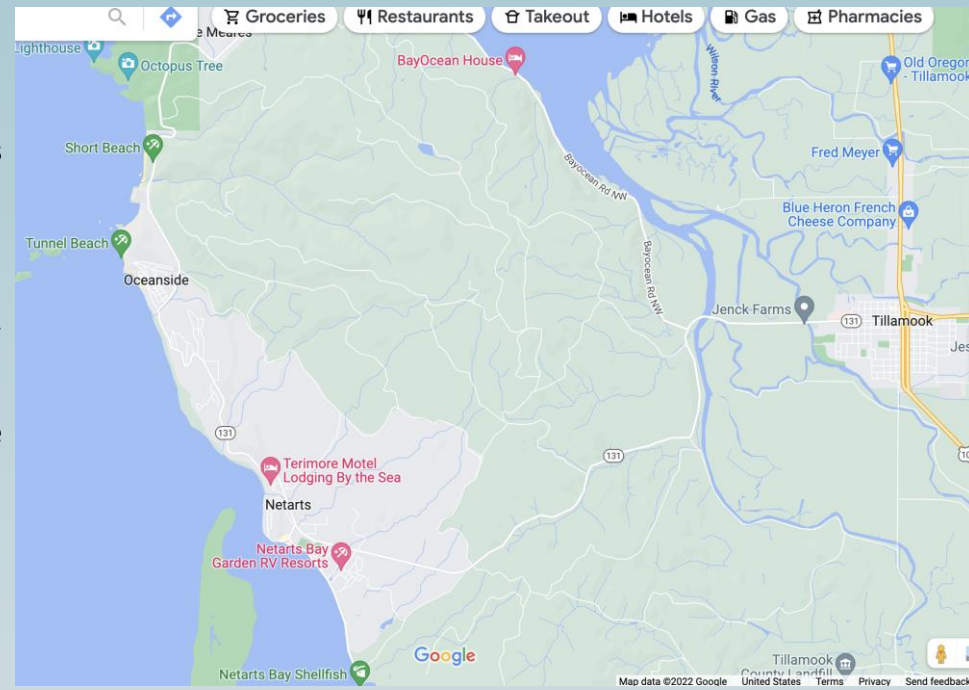 Groceries
Restaurants
Takeout
Hotels
Gas
Pharmacies
e Meares
Lighthouse
Octopus Tree
BayOcean House
Wilson River
Old Oregon
- Tillamook
Short Beach
Bayocean Rd NW
Fred Meyer
Blue Heron French
Cheese Company
Tunnel Beach
Oceanside
Bayocean Rd NW
Jenck Farms
131
Tillamook
Jes
131
131
Terimore Motel
Lodging By the Sea
Netarts
Netarts Bay
Garden RV Resorts
Google
Netarts Bay Shellfish
Tillamook
County Landfill
Map data ©2022 Google United States Terms Privacy Send feedback